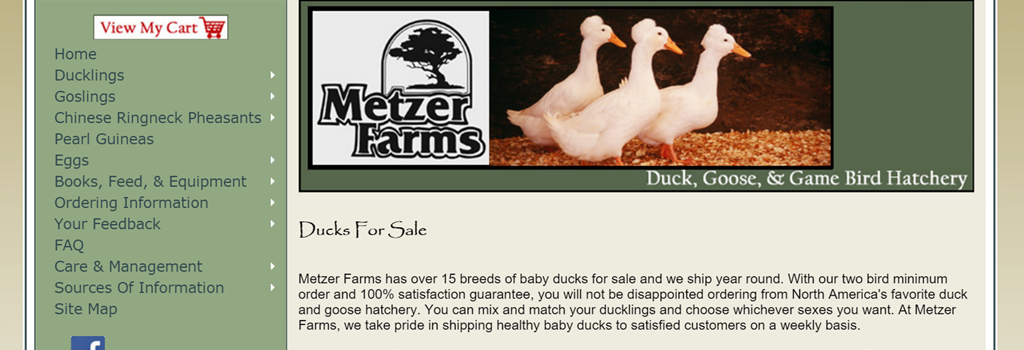 View My Cart
Home
Ducklings
Goslings
Chinese Ringneck Pheasants
Pearl Guineas
Eggs
Books, Feed, & Equipment
Ordering Information
Your Feedback
FAQ
Care & Management
Sources Of Information
Site Map
f
Metzer
Farms
Duck, Goose, & Game Bird Hatchery
Ducks For Sale
Metzer Farms has over 15 breeds of baby ducks for sale and we ship year round. With our two bird minimum
order and 100% satisfaction guarantee, you will not be disappointed ordering from North America's favorite duck
and goose hatchery. You can mix and match your ducklings and choose whichever sexes you want. At Metzer
Farms, we take pride in shipping healthy baby ducks to satisfied customers on a weekly basis.